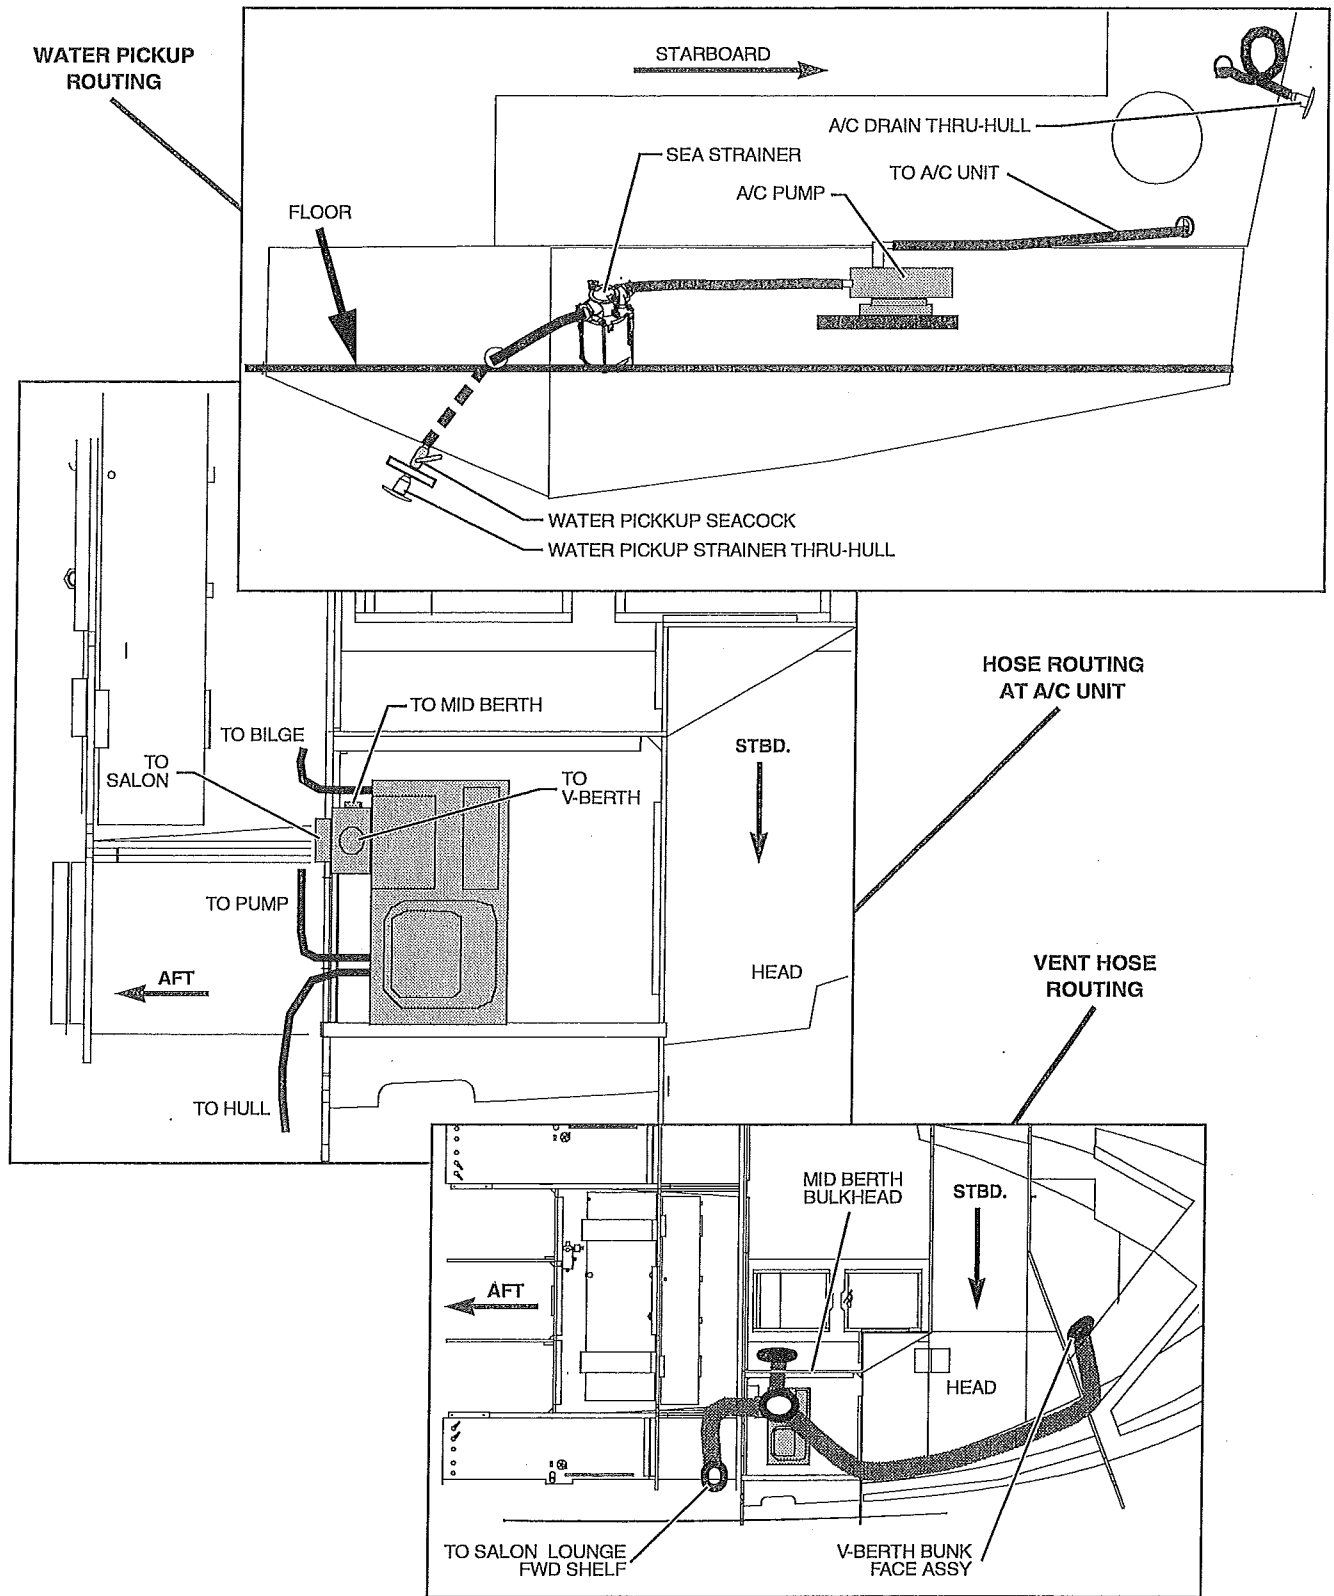 WATER PICKUP
ROUTING
STARBOARD
A/C DRAIN THRU-HULL
SEA STRAINER
TO A/C UNIT
A/C PUMP
FLOOR
WATER PICKKUP SEACOCK
WATER PICKUP STRAINER THRU-HULL
HOSE ROUTING
AT A/C UNIT
TO MID BERTH
TO BILGE
STBD.
TO
SALON
TO
V-BERTH
TO PUMP
HEAD
AFT
VENT HOSE
ROUTING
TO HULL
MID BERTH
BULKHEAD
STBD.
AFT
HEAD
TO SALON LOUNGE
FWD SHELF
V-BERTH BUNK
FACE ASSY